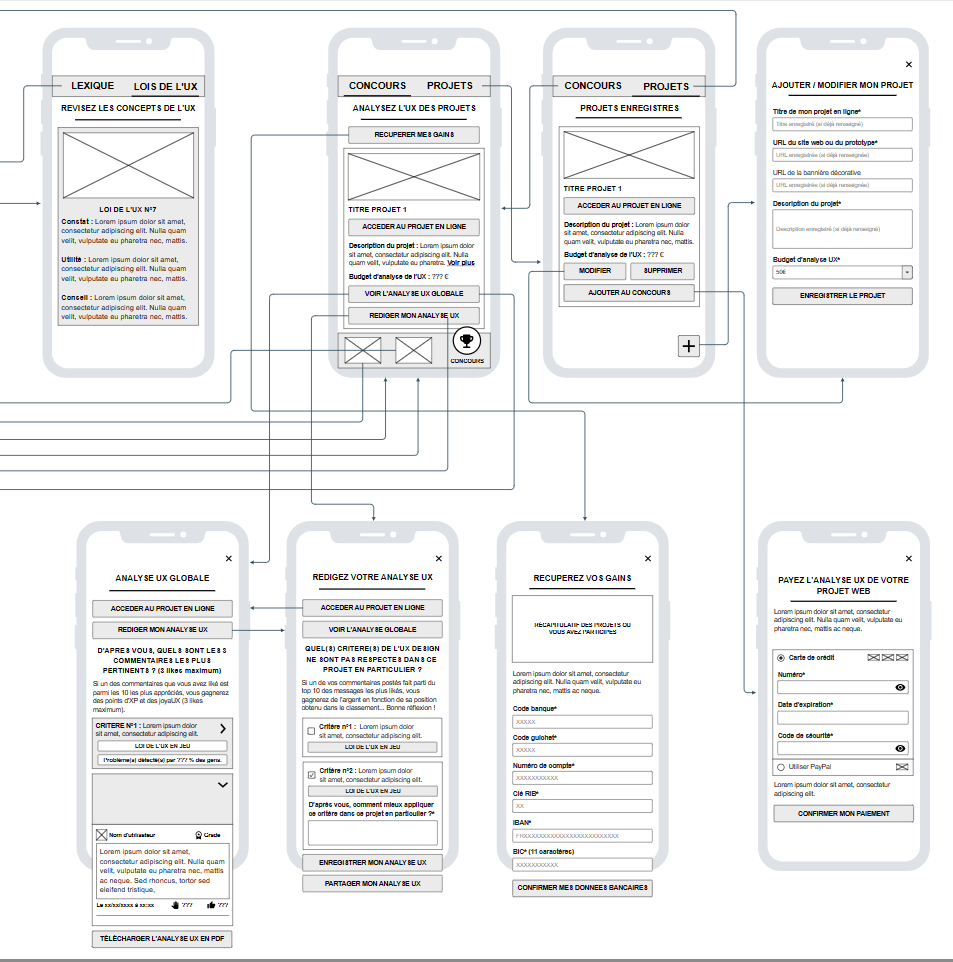 LEXIQUE
LOIS DE L'UX
REVISEZ LES CONCEPTS DE L'UX
LOI DE L'UX N°7
Constat : Lorem ipsum dolor sit amet,
consectetur adipiscing elit. Nulla quam
velit, vulputate eu pharetra nec, mattis.
Utilité : Lorem ipsum dolor sit amet,
consectetur adipiscing elit. Nulla quam
velit, vulputate eu pharetra nec, mattis.
Conseil : Lorem ipsum dolor sit amet,
consectetur adipiscing elit. Nulla quam
velit, vulputate eu pharetra nec, mattis.
CONCOURS
PROJETS
ANALYSEZ L'UX DES PROJETS
RECUPERER MES GAINS
TITRE PROJET 1
ACCEDER AU PROJET EN LIGNE
Description du projet : Lorem ipsum dolor
sit amet, consectetur adipiscing elit. Nulla
quam velit, vulputate eu pharetra. Voir plus
Budget d'analyse de l'UX : ??? €
VOIR L'ANALYSE UX GLOBALE
REDIGER MON ANALYSE UX
CONCOURS
CONCOURS
PROJETS
PROJETS ENREGISTRES
TITRE PROJET 1
ACCEDER AU PROJET EN LIGNE
Description du projet : Lorem ipsum dolor
sit amet, consectetur adipiscing elit. Nulla
quam velit, vulputate eu pharetra nec, mattis.
Budget d'analyse de l'UX : ??? €
MODIFIER
SUPPRIMER
AJOUTER AU CONCOURS
+
×
AJOUTER / MODIFIER MON PROJET
Titre de mon projet en ligne*
Titre enregistré (si déjà renseigné)
URL du site web ou du prototype*
URL enregistrée (si déjà renseignée)
URL de la bannière décorative
URL enregistrée (si déjà renseignée)
Description du projet*
Description enregistré (si déjà renseigné)
Budget d'analyse UX*
50€
ENREGISTRER LE PROJET
×
ANALYSE UX GLOBALE
ACCEDER AU PROJET EN LIGNE
REDIGER MON ANALYSE UX
D'APRES VOUS, QUELS SONT LES 3
COMMENTAIRES LES PLUS
PERTINENTS ? (3 likes maximum)
Si un des commentaires que vous avez liké est
parmi les 10 les plus appréciés, vous gagnerez
des points d'XP et des joyaUX (3 likes
maximum).
CRITERE N°1 : Lorem ipsum dolor
sit amet, consectetur adipiscing elit.
LOI DE L'UX EN JEU
Problème(s) détecté(s) par ??? % des gens.
Nom d'utilisateur
Grade
Lorem ipsum dolor sit amet,
consectetur adipiscing elit. Nulla quam
velit, vulputate eu pharetra nec, mattis
ac neque. Sed rhoncus, tortor sed
eleifend tristique,
Le xx/xx/xxxx à xx:xx
???
???
TÉLÉCHARGER L'ANALYSE UX EN PDF
×
REDIGEZ VOTRE ANALYSE UX
ACCEDER AU PROJET EN LIGNE
VOIR L'ANALYSE GLOBALE
QUEL(S) CRITERE(S) DE L'UX DESIGN
NE SONT PAS RESPECTES DANS CE
PROJET EN PARTICULIER ?
Si un de vos commentaires postés fait parti du
top 10 des messages les plus likés, vous
gagnerez de l'argent en fonction de sa position
obtenu dans le classement... Bonne réflexion !
Critère n°1 : Lorem ipsum dolor
sit amet, consectetur adipiscing elit.
LOI DE L'UX EN JEU
Critère n°2 : Lorem ipsum dolor
sit amet, consectetur adipiscing elit.
LOI DE L'UX EN JEU
D'après vous, comment mieux appliquer
ce critère dans ce projet en particulier ?*
ENREGISTRER MON ANALYSE UX
PARTAGER MON ANALYSE UX
×
RECUPEREZ VOS GAINS
RÉCAPITULATIF DES PROJETS OU
VOUS AVEZ PARTICIPES
Lorem ipsum dolor sit amet, consectetur
adipiscing elit. Nulla quam velit, vulputate eu
pharetra nec, mattis ac neque.
Code banque*
XXXXX
Code guichet*
XXXXX
Numéro de compte*
XXXXXXXXXXX
Clé RIB*
XX
IBAN*
BIC* (11 caractères)
XXXXXXXXXXX
CONFIRMER MES DONNEES BANCAIRES
×
PAYEZ L'ANALYSE UX DE VOTRE
PROJET WEB
Lorem ipsum dolor sit amet, consectetur
adipiscing elit. Nulla quam velit, vulputate eu
pharetra nec, mattis ac neque.
Carte de crédit
Numéro*
Date d'expiration*
Code de sécurité*
Utiliser PayPal
Lorem ipsum dolor sit amet, consectetur
adipiscing elit.
CONFIRMER MON PAIEMENT